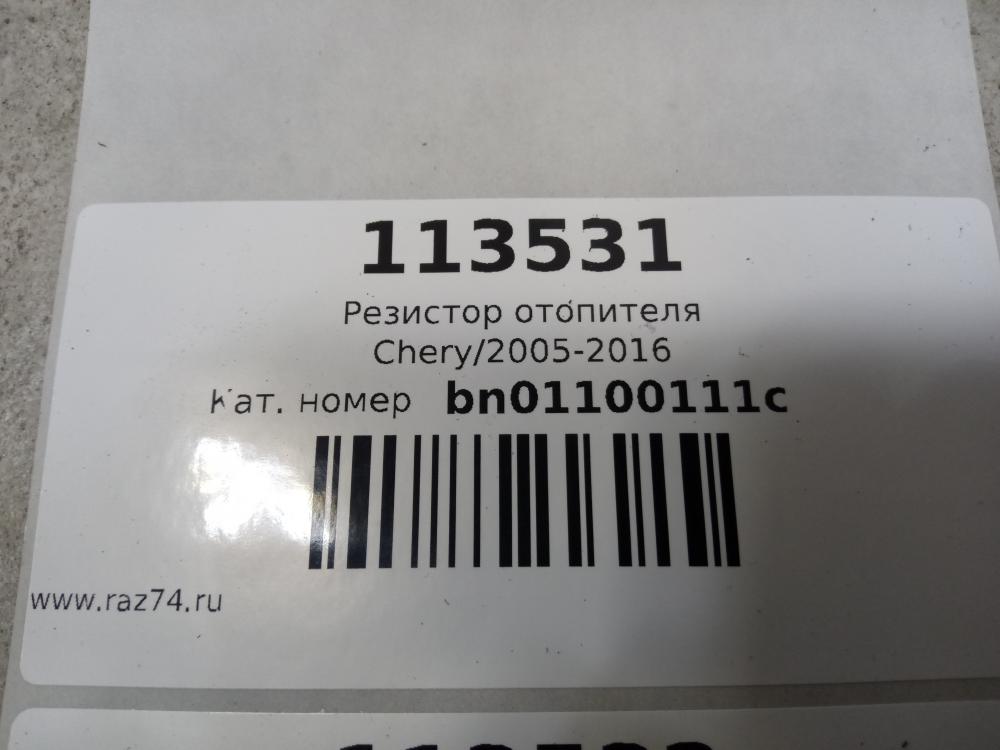 113531
Резистор отопителя
Chery/2005-2016
Кат. номер bn01100111c
www.raz74.ru